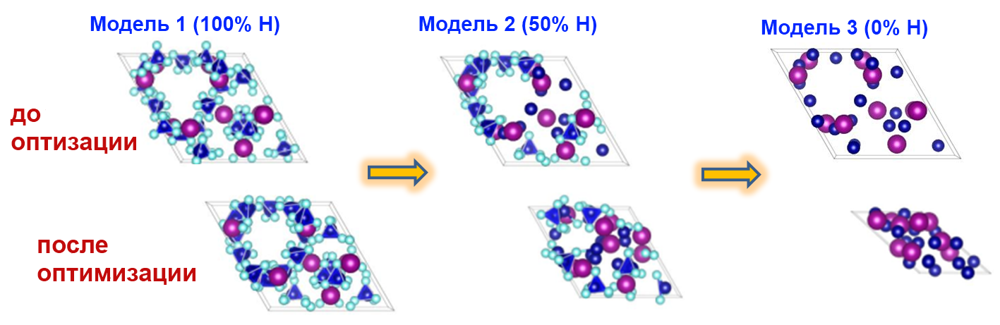 Модель 1 (100% H)
Модель 2 (50% H)
Модель 3 (0% H)
до
оптизации
после
оптимизации